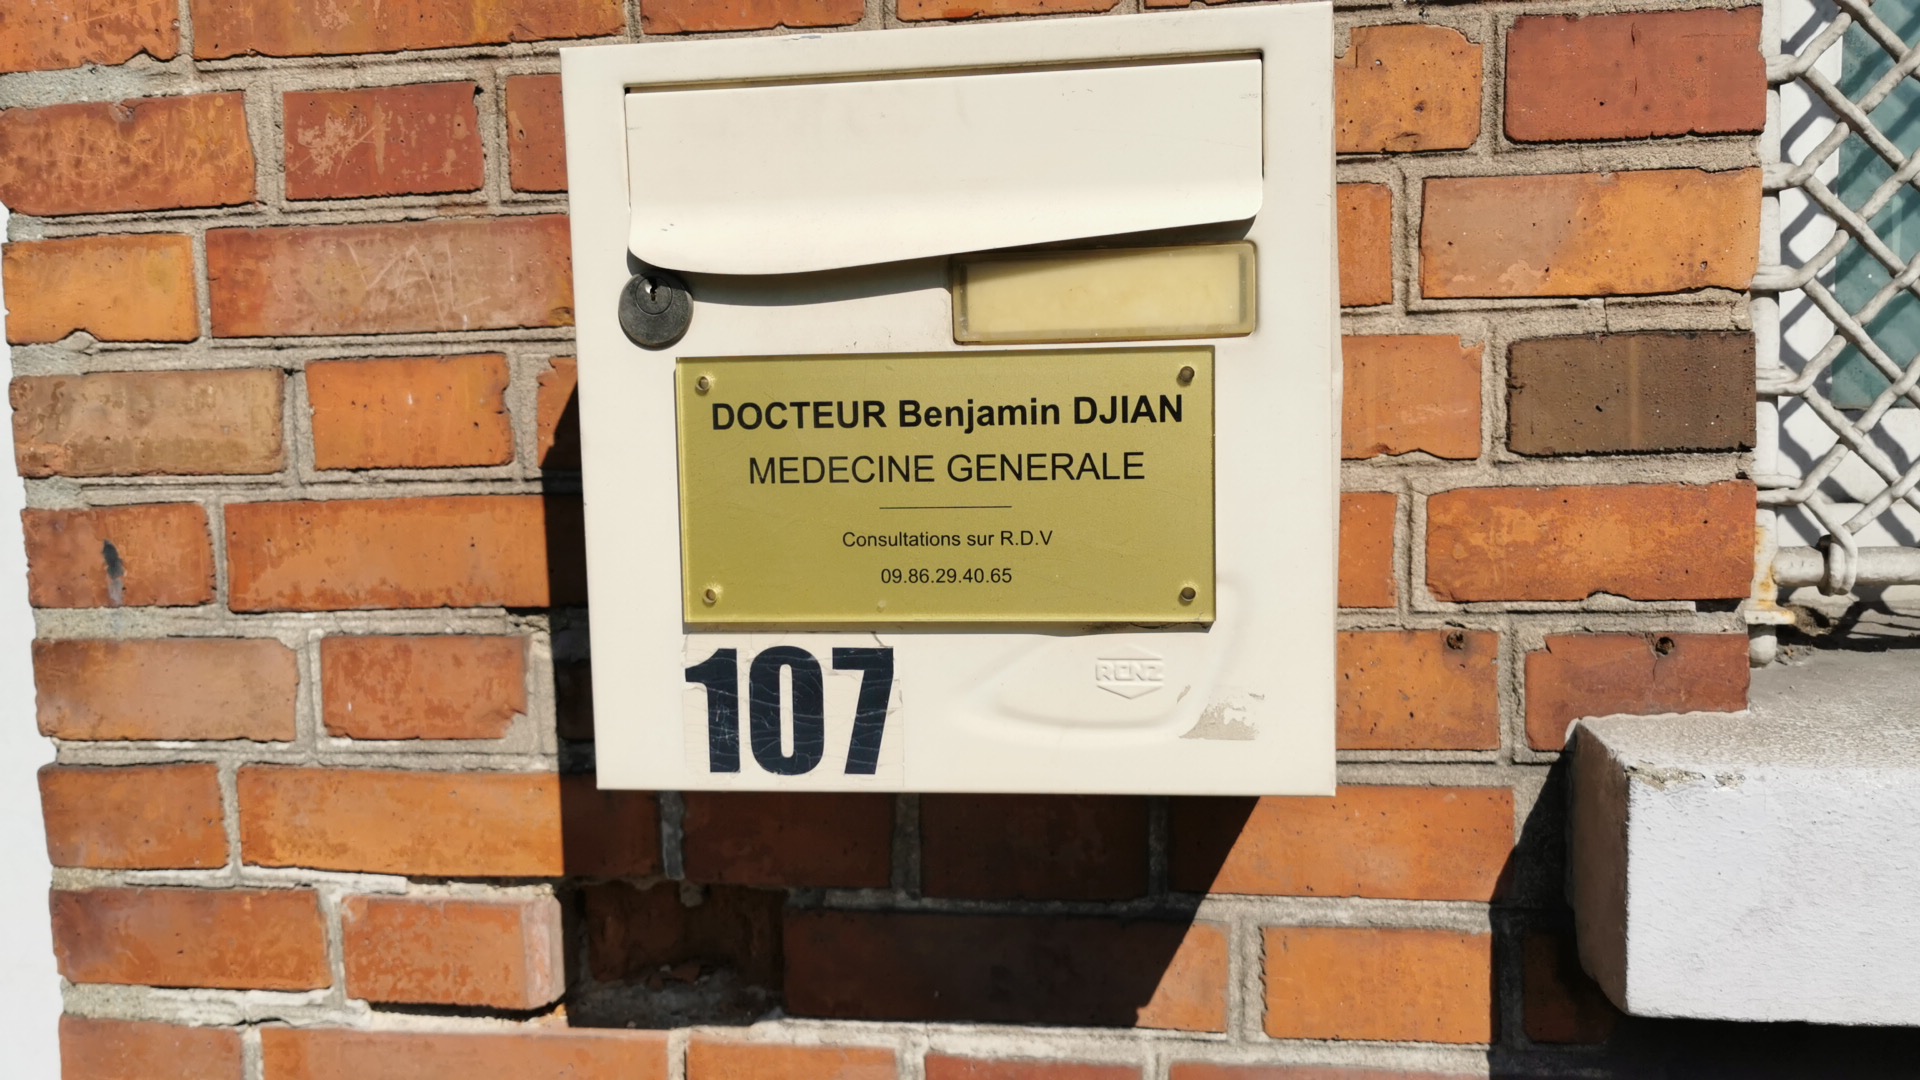 DOCTEUR Benjamin DJIAN
MEDECINE GENERALE
Consultations sur R.D.V
09.86.29.40.65
107
RENZ